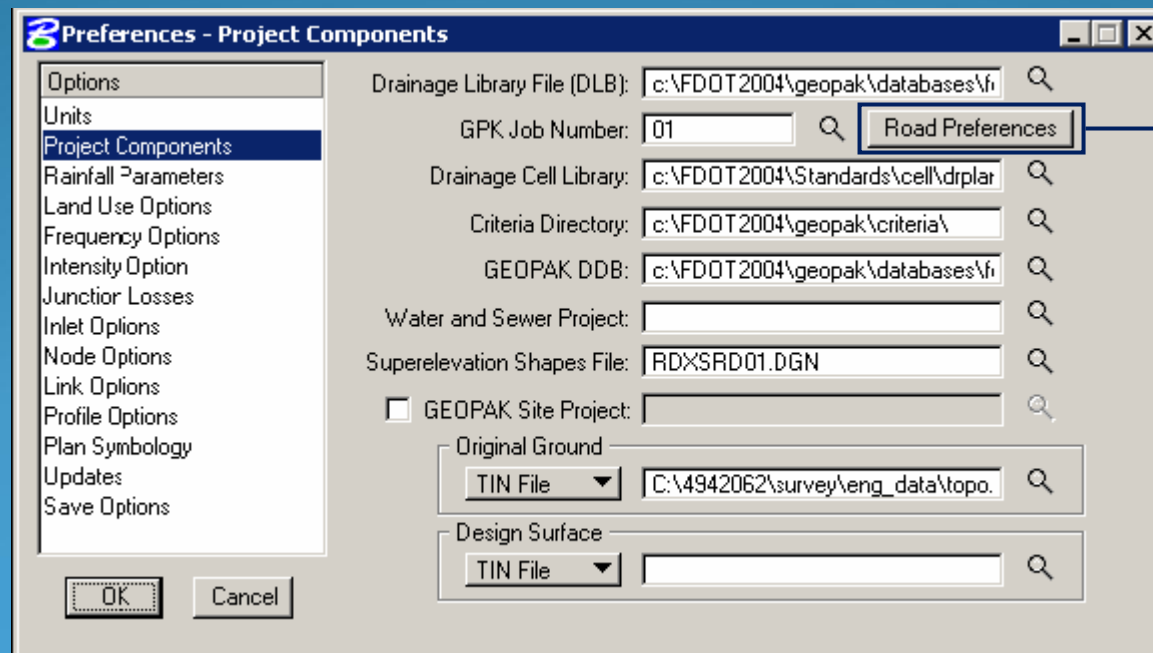 Preferences - Project Components
Options
Units
Project Components
Rainfall Parameters
Land Use Options
Frequency Options
Intensity Option
Junction Losses
Inlet Options
Node Options
Link Options
Profile Options
Plan Symbology
Updates
Save Options
OK
Cancel
Drainage Library File (DLB): c:\FDOT2004\geopak\databases\f
GPK Job Number: 01 Road Preferences
Drainage Cell Library: c:\FDOT2004\Standards\cell\drplan
Criteria Directory: c:\FDOT2004\geopak\criteria\
GEOPAK DDB: c:\FDOT2004\geopak\databases\f
Water and Sewer Project:
Superelevation Shapes File: RDXSRD01.DGN
GEOPAK Site Project:
Original Ground
TIN File C:\4942062\survey\eng_data\topo.
Design Surface
TIN File